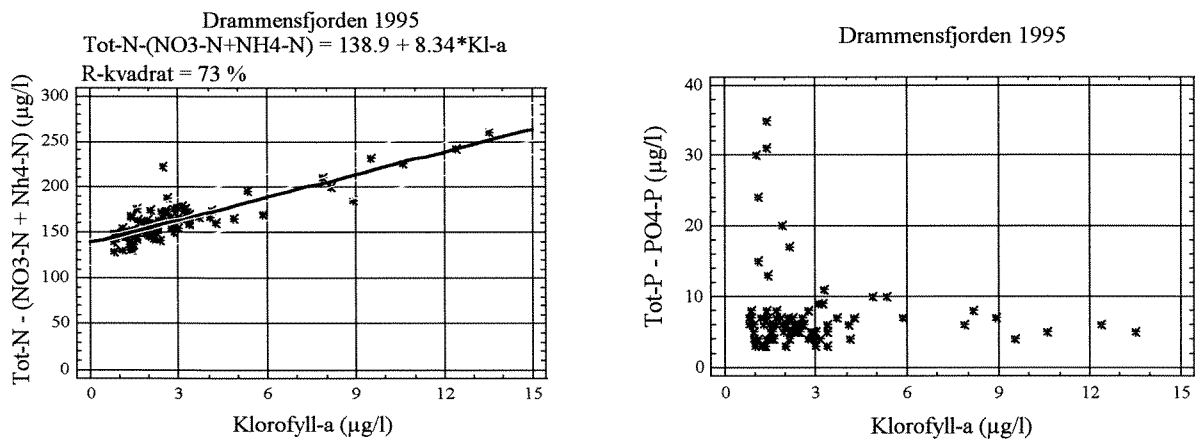 Drammensfjorden 1995
Tot-N-(NO3-N+NH4-N) = 138.9 + 8.34*Kl-a
R-kvadrat = 73 %
Tot-N - (NO3-N + Nh4-N) (µg/l)
300
250
200
150
100
50
0
0 3 6 9 12 15
Klorofyll-a (µg/l)
Drammensfjorden 1995
Tot-P - PO4-P (µg/l)
40
30
20
10
0
0 3 6 9 12 15
Klorofyll-a (µg/l)